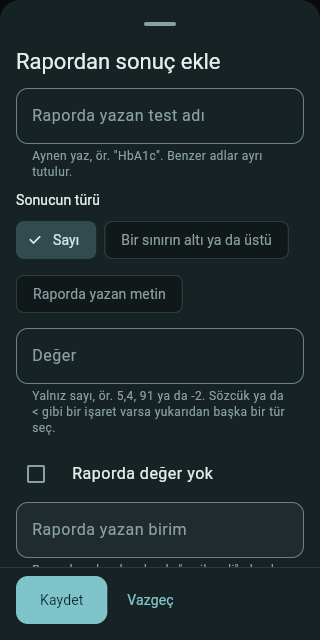 Rapordan sonuç ekle
Raporda yazan test adı
Aynen yaz, ör. "HbA1c". Benzer adlar ayrı
tutulur.
Sonucun türü
Sayı
Bir sınırın altı ya da üstü
Raporda yazan metin
Değer
Yalnız sayı, ör. 5,4, 91 ya da -2. Sözcük ya da
< gibi bir işaret varsa yukarıdan başka bir tür
seç.
Raporda değer yok
Raporda yazan birim
Kaydet
Vazgeç